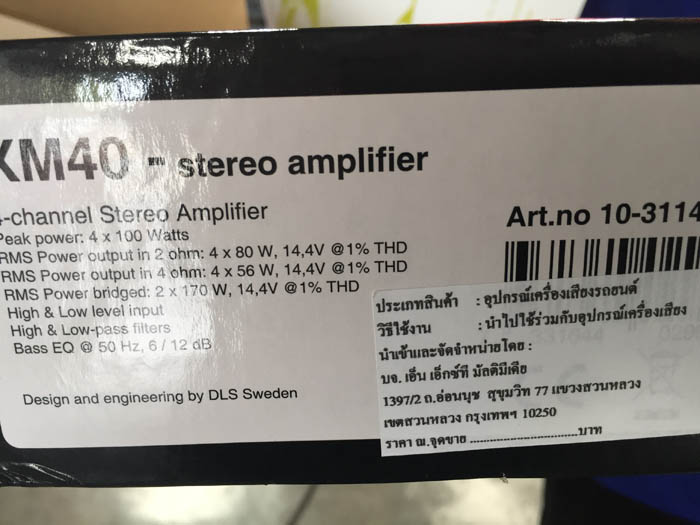 XM40 - stereo amplifier
4-channel Stereo Amplifier
Peak power: 4 x 100 Watts
RMS Power output in 2 ohm: 4 x 80 W, 14,4V @1% THD
RMS Power output in 4 ohm: 4 x 56 W, 14,4V @1% THD
RMS Power bridged: 2 x 170 W, 14,4V @1% THD
High & Low level input
High & Low-pass filters
Bass EQ @ 50 Hz, 6 / 12 dB
Design and engineering by DLS Sweden
Art.no 10-3114
ประเภทสินค้า : อุปกรณ์เครื่องเสียงรถยนต์
วิธีใช้งาน : นำไปใช้ร่วมกับอุปกรณ์เครื่องเสียง
นำเข้าและจัดจำหน่ายโดย :
บจ. เอ็น เอ็กซ์ที มัลติมีเดีย
1397/2 ถ.อ่อนนุช สุขุมวิท 77 แขวงสวนหลวง
เขตสวนหลวง กรุงเทพฯ 10250
ราคา ณ.จุดขาย ..............................บาท